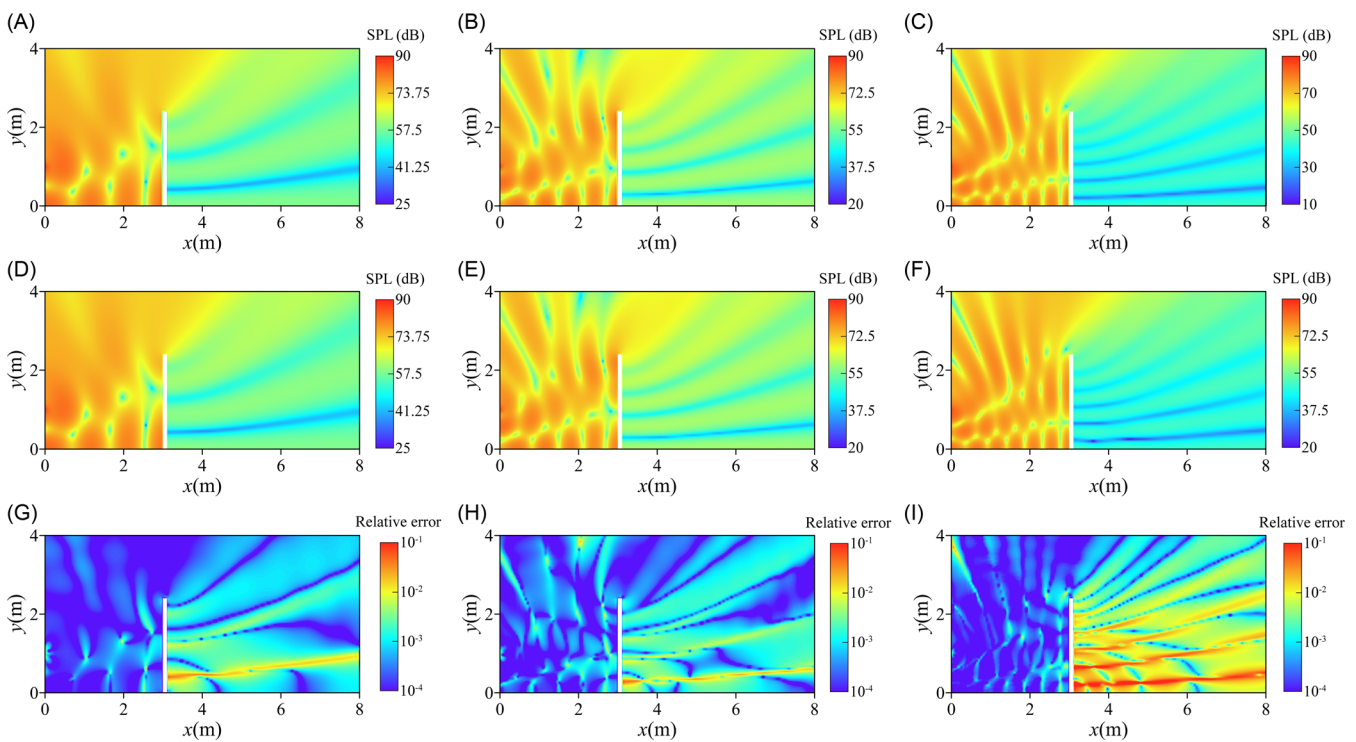 (A)
SPL (dB)
90
73.75
57.5
41.25
25
4
2
0
y(m)
0 2 4 6 8
x(m)
(B)
SPL (dB)
90
72.5
55
37.5
20
4
2
0
y(m)
0 2 4 6 8
x(m)
(C)
SPL (dB)
90
70
50
30
10
4
2
0
y(m)
0 2 4 6 8
x(m)
(D)
SPL (dB)
90
73.75
57.5
41.25
25
4
2
0
y(m)
0 2 4 6 8
x(m)
(E)
SPL (dB)
90
72.5
55
37.5
20
4
2
0
y(m)
0 2 4 6 8
x(m)
(F)
SPL (dB)
90
72.5
55
37.5
20
4
2
0
y(m)
0 2 4 6 8
x(m)
(G)
Relative error
10⁻¹
10⁻²
10⁻³
10⁻⁴
4
2
0
y(m)
0 2 4 6 8
x(m)
(H)
Relative error
10⁻¹
10⁻²
10⁻³
10⁻⁴
4
2
0
y(m)
0 2 4 6 8
x(m)
(I)
Relative error
10⁻¹
10⁻²
10⁻³
10⁻⁴
4
2
0
y(m)
0 2 4 6 8
x(m)